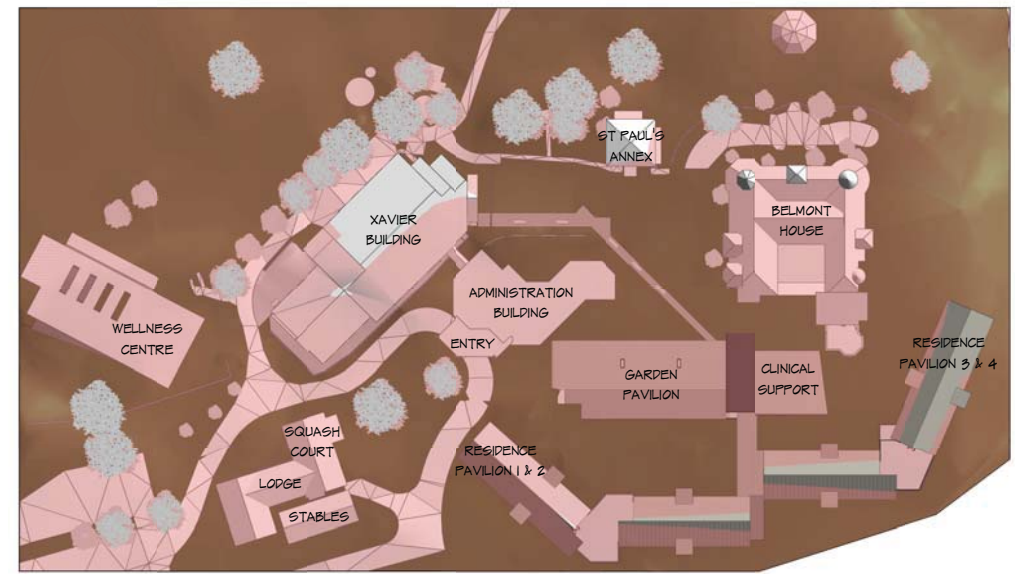 ST PAUL'S
ANNEX
XAVIER
BUILDING
BELMONT
HOUSE
ADMINISTRATION
BUILDING
WELLNESS
CENTRE
ENTRY
RESIDENCE
PAVILION 3 & 4
GARDEN
PAVILION
CLINICAL
SUPPORT
SQUASH
COURT
RESIDENCE
PAVILION 1 & 2
LODGE
STABLES